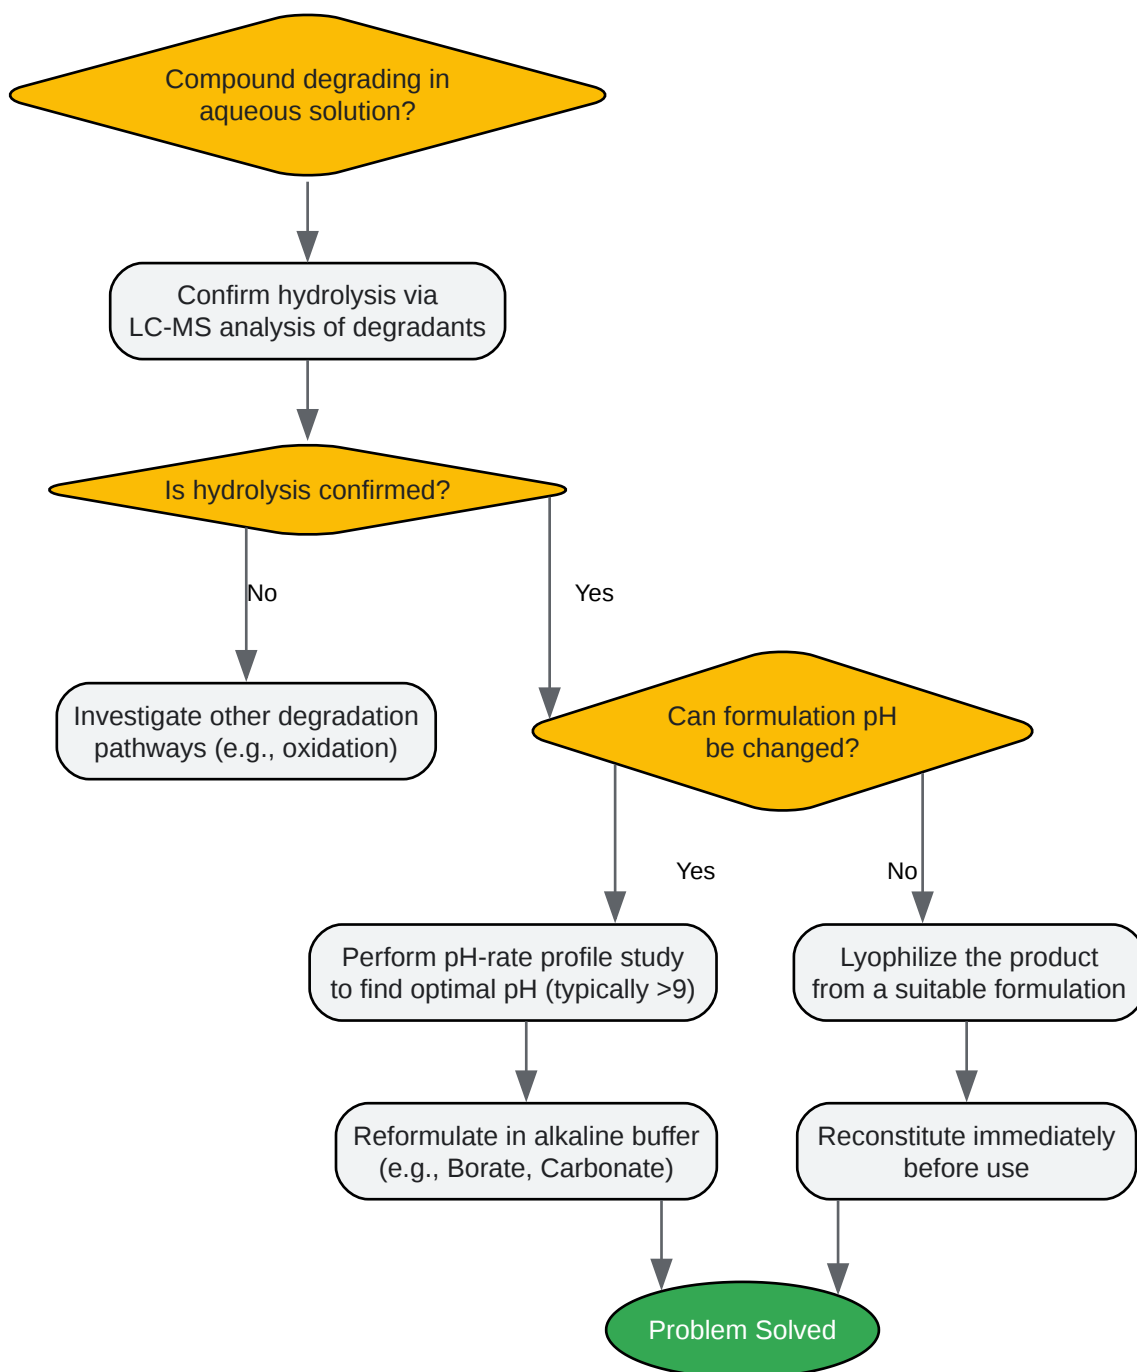 Compound degrading in
aqueous solution?
Confirm hydrolysis via
LC-MS analysis of degradants
Is hydrolysis confirmed?
No
Yes
Investigate other degradation
pathways (e.g., oxidation)
Can formulation pH
be changed?
Yes
No
Perform pH-rate profile study
to find optimal pH (typically >9)
Lyophilize the product
from a suitable formulation
Reformulate in alkaline buffer
(e.g., Borate, Carbonate)
Reconstitute immediately
before use
Problem Solved